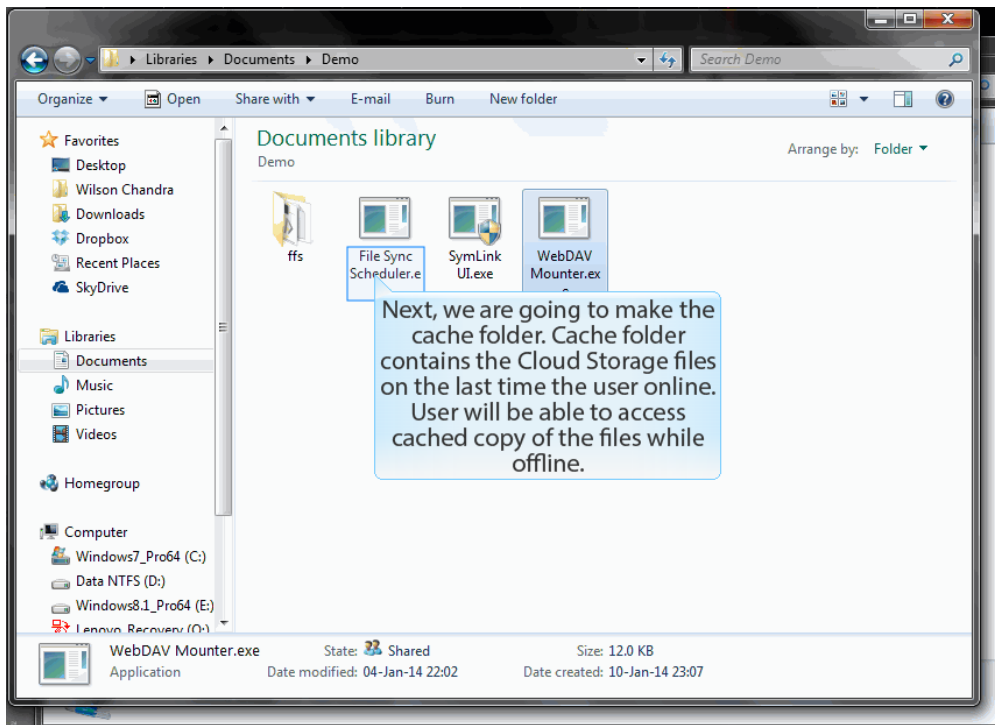 Libraries Documents Demo
Search Demo
Organize Open Share with E-mail Burn New folder
Documents library
Demo
Arrange by: Folder
Favorites
Desktop
Wilson Chandra
Downloads
Dropbox
Recent Places
SkyDrive
Libraries
Documents
Music
Pictures
Videos
Homegroup
Computer
Windows7_Pro64 (C:)
Data NTFS (D:)
Windows8.1_Pro64 (E:)
Lenovo Recovery (Q:)
ffs
File Sync
Scheduler.e
SymLink
UI.exe
WebDAV
Mounter.ex
Next, we are going to make the
cache folder. Cache folder
contains the Cloud Storage files
on the last time the user online.
User will be able to access
cached copy of the files while
offline.
WebDAV Mounter.exe State: Shared Size: 12.0 KB
Application Date modified: 04-Jan-14 22:02 Date created: 10-Jan-14 23:07